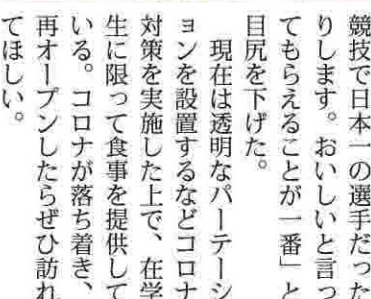 競技で日本一の選手だった
りします。おいしいと言っ
てもらえることが一番」と
目尻を下げた。
　現在は透明なパーテーシ
ョンを設置するなどコロナ
対策を実施した上で、在学
生に限って食事を提供して
いる。コロナが落ち着き、
再オープンしたらぜひ訪れ
てほしい。